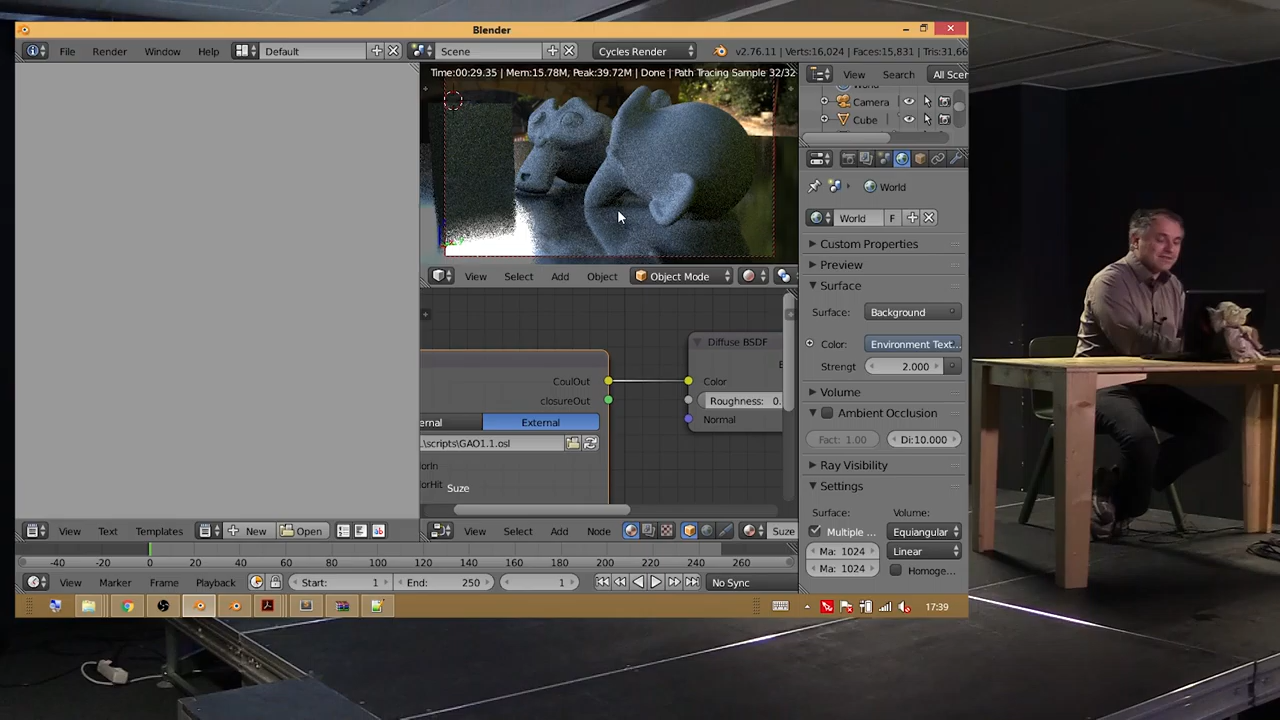 Blender
File Render Window Help Default Scene Cycles Render v2.76.11 | Verts:16,024 | Faces:15,831 | Tris:31,66
Time:00:29.35 | Mem:15.78M, Peak:39.72M | Done | Path Tracing Sample 32/32
View Search All Scen
World
Camera
Cube
World
World F
Custom Properties
Preview
Surface
Surface: Background
Color: Environment Text...
Strengt 2.000
Volume
Ambient Occlusion
Fact: 1.00 Di:10.000
Ray Visibility
Settings
Surface: Volume:
Multiple ... Equiangular
Ma: 1024 Linear
Ma: 1024 Homoge...
View Select Add Object Object Mode
Diffuse BSDF
CoulOut Color
closureOut Roughness: 0.
rnal External Normal
.\scripts\GAO1.1.osl
lorIn
orHit
Suze
View Text Templates New Open View Select Add Node Suze
-40 -20 0 20 40 60 80 100 120 140 160 180 200 220 240 260
View Marker Frame Playback Start: 1 End: 250 1 No Sync
17:39